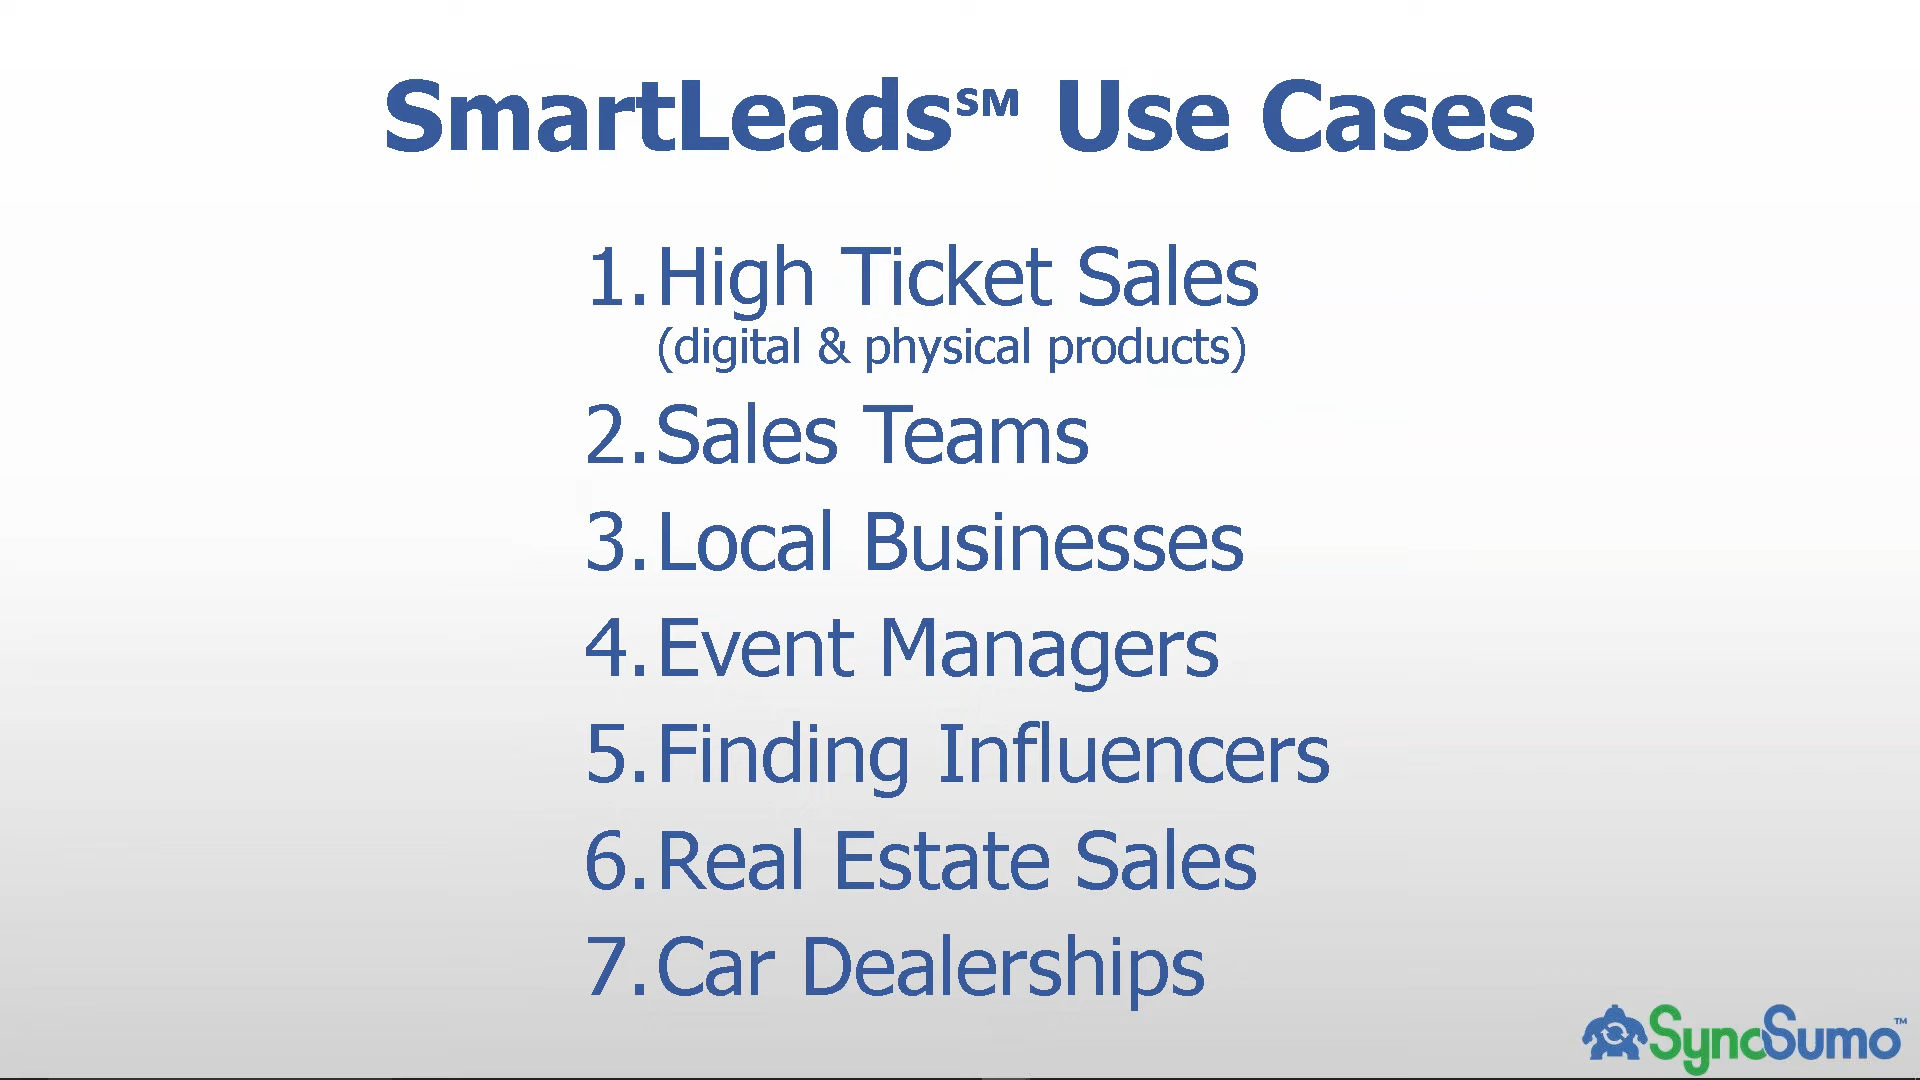 SmartLeads℠ Use Cases
1. High Ticket Sales
(digital & physical products)
2. Sales Teams
3. Local Businesses
4. Event Managers
5. Finding Influencers
6. Real Estate Sales
7. Car Dealerships
SyncSumo™